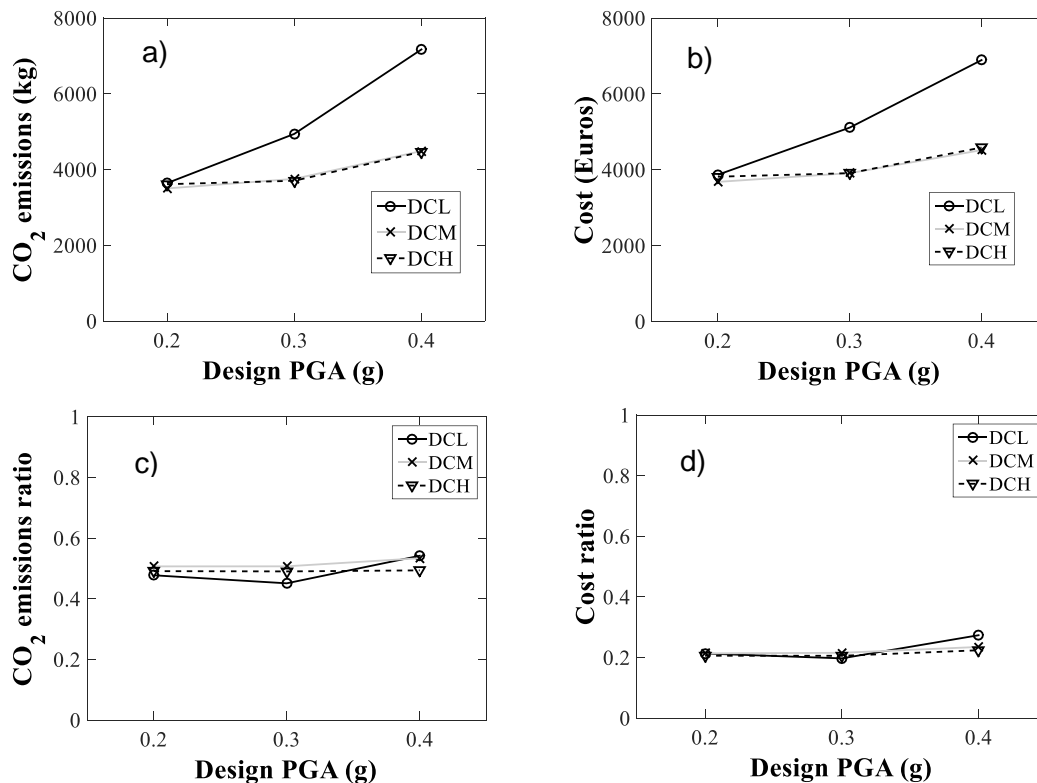 a)
8000
6000
4000
2000
0
CO₂ emissions (kg)
DCL
DCM
DCH
0.2 0.3 0.4
Design PGA (g)
b)
8000
6000
4000
2000
0
Cost (Euros)
DCL
DCM
DCH
0.2 0.3 0.4
Design PGA (g)
c)
1
0.8
0.6
0.4
0.2
0
CO₂ emissions ratio
DCL
DCM
DCH
0.2 0.3 0.4
Design PGA (g)
d)
1
0.8
0.6
0.4
0.2
0
Cost ratio
DCL
DCM
DCH
0.2 0.3 0.4
Design PGA (g)